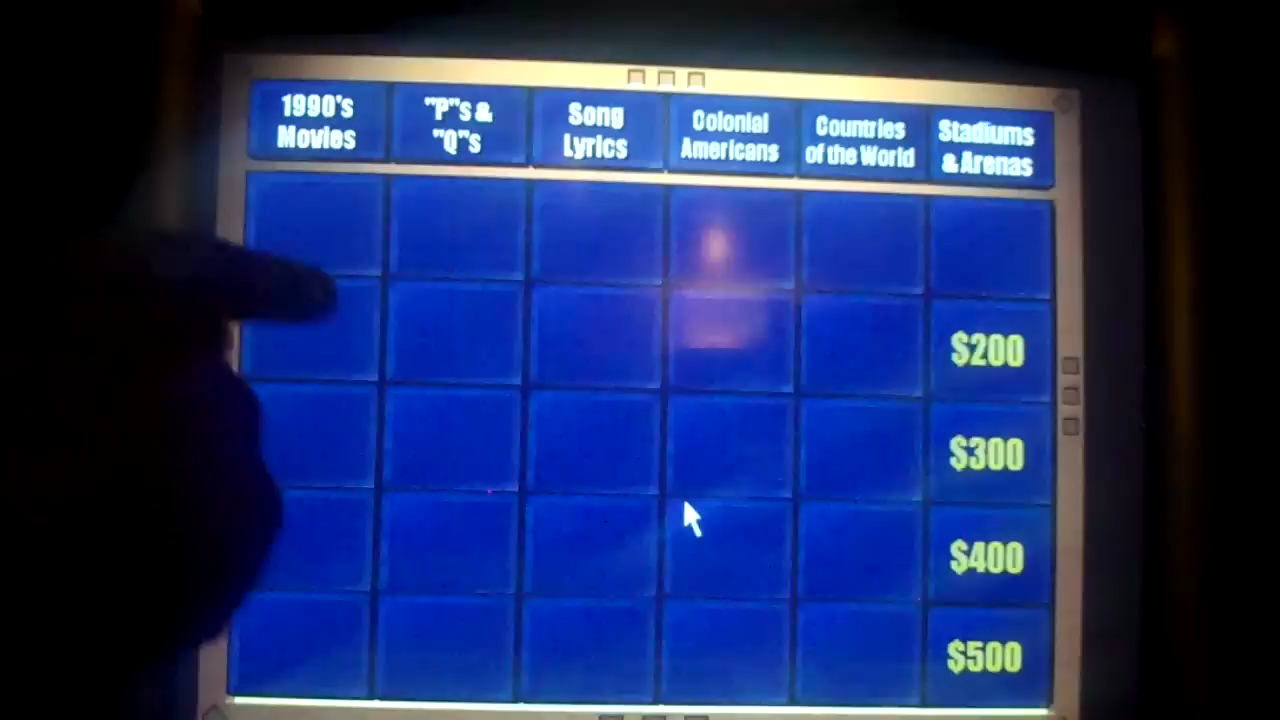 1990's
Movies
"P"s &
"Q"s
Song
Lyrics
Colonial
Americans
Countries
of the World
Stadiums
& Arenas
$200
$300
$400
$500